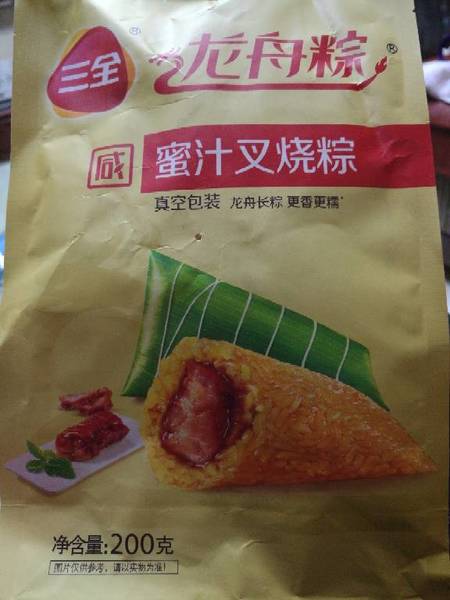 三全®
龙舟粽®
咸 蜜汁叉烧粽
真空包装 龙舟长粽 更香更糯*
净含量:200克
图片仅供参考，请以实物为准！